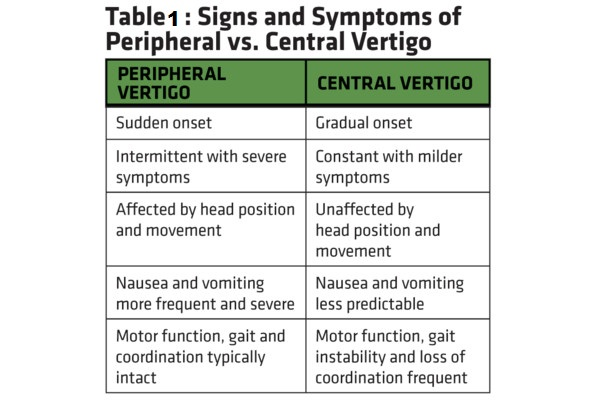 Table1: Signs and Symptoms of
Peripheral vs. Central Vertigo
PERIPHERAL
VERTIGO
CENTRAL VERTIGO
Sudden onset
Gradual onset
Intermittent with severe
symptoms
Constant with milder
symptoms
Affected by head position
and movement
Unaffected by
head position and
movement
Nausea and vomiting
more frequent and severe
Nausea and vomiting
less predictable
Motor function, gait and
coordination typically
intact
Motor function, gait
instability and loss of
coordination frequent